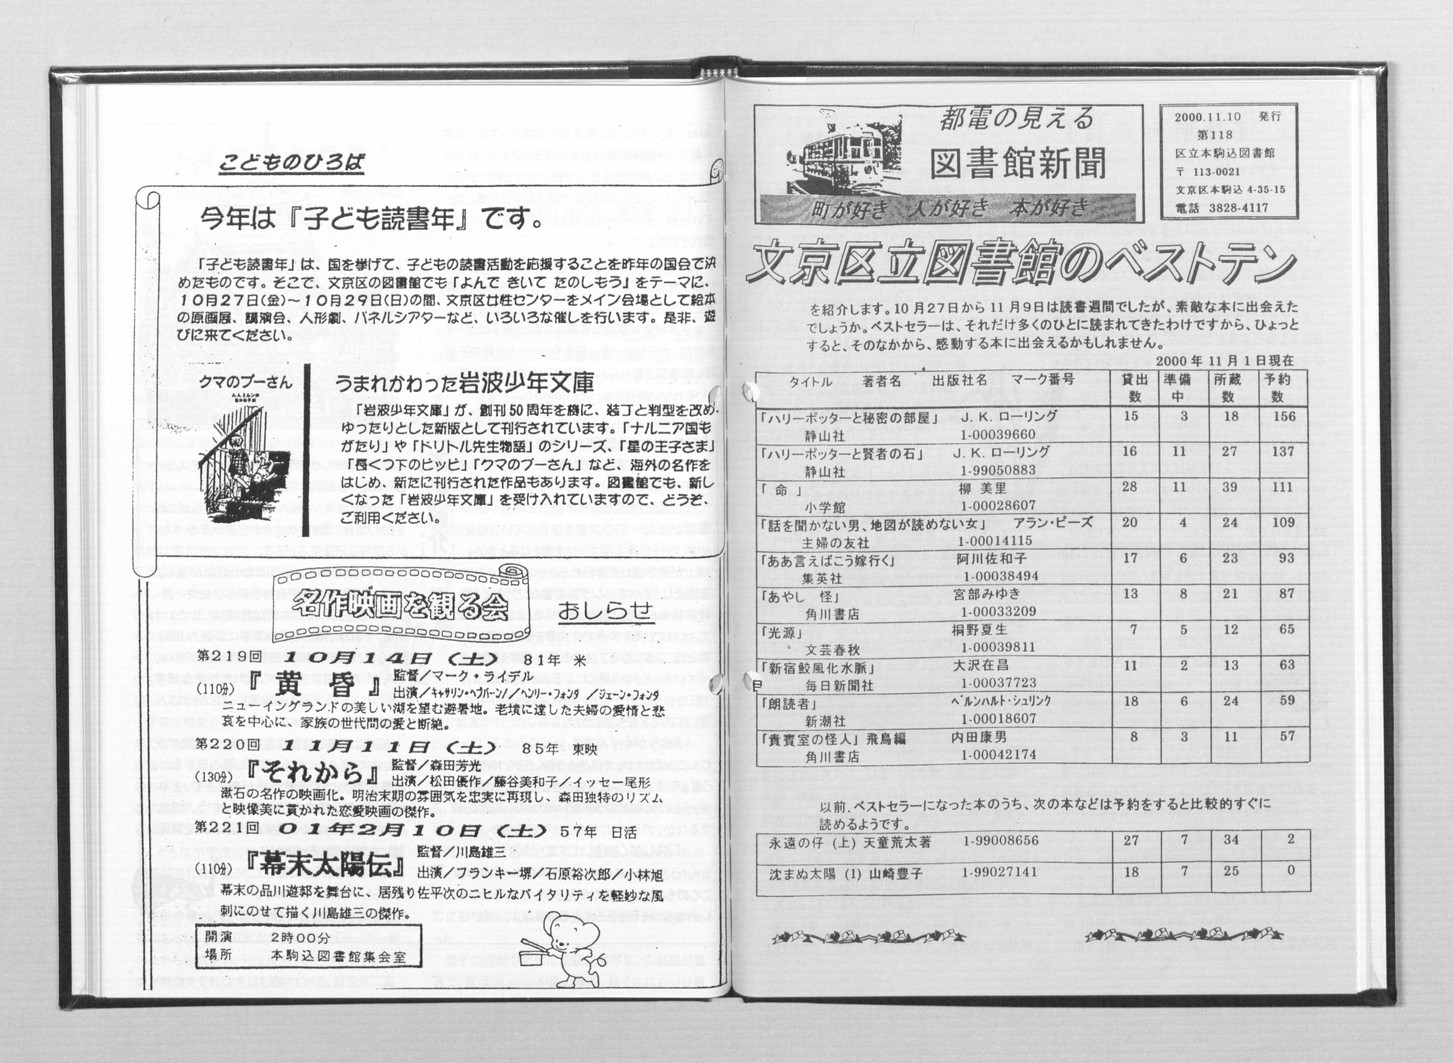 こどものひろば
今年は『子ども読書年』です。
「子ども読書年」は、国を挙げて、子どもの読書活動を応援することを昨年の国会で決
めたものです。そこで、文京区の図書館でも「よんで きいて たのしもう」をテーマに、
10月27日(金)～10月29日(日)の間、文京区女性センターをメイン会場として絵本
の原画展、講演会、人形劇、パネルシアターなど、いろいろな催しを行います。是非、遊
びに来てください。
クマのプーさん
うまれかわった岩波少年文庫
「岩波少年文庫」が、創刊50周年を機に、装丁と判型を改め、
ゆったりとした新版として刊行されています。「ナルニア国も
がたり」や「ドリトル先生物語」のシリーズ、「星の王子さま」
「長くつ下のピッピ」「クマのプーさん」など、海外の名作を
はじめ、新たに刊行された作品もあります。図書館でも、新し
くなった「岩波少年文庫」を受け入れていますので、どうぞ、
ご利用ください。
名作映画を観る会 おしらせ
第219回 10月14日(土) 81年 米
(110分)『黄昏』監督/マーク・ライデル
出演/キャサリン・ヘプバーン/ヘンリー・フォンダ/ジェーン・フォンダ
ニューイングランドの美しい湖を望む避暑地。老境に達した夫婦の愛情と悲
哀を中心に、家族の世代間の愛と断絶。
第220回 11月11日(土) 85年 東映
(130分)『それから』監督/森田芳光
出演/松田優作/藤谷美和子/イッセー尾形
漱石の名作の映画化。明治末期の雰囲気を忠実に再現し、森田独特のリズム
と映像美に貫かれた恋愛映画の傑作。
第221回 01年2月10日(土) 57年 日活
(110分)『幕末太陽伝』監督/川島雄三
出演/フランキー堺/石原裕次郎/小林旭
幕末の品川遊郭を舞台に、居残り佐平次のニヒルなバイタリティを軽妙な風
刺にのせて描く川島雄三の傑作。
開演 2時00分
場所 本駒込図書館集会室
都電の見える
図書館新聞
町が好き 人が好き 本が好き
2000.11.10 発行
第118
区立本駒込図書館
〒 113-0021
文京区本駒込 4-35-15
電話 3828-4117
文京区立図書館のベストテン
を紹介します。10月27日から11月9日は読書週間でしたが、素敵な本に出会えた
でしょうか。ベストセラーは、それだけ多くのひとに読まれてきたわけですから、ひょっと
すると、そのなかから、感動する本に出会えるかもしれません。
2000年11月1日現在
タイトル 著者名 出版社名 マーク番号 貸出数 準備中 所蔵数 予約数
「ハリーポッターと秘密の部屋」 J. K. ローリング 15 3 18 156
静山社 1-00039660
「ハリーポッターと賢者の石」 J. K. ローリング 16 11 27 137
静山社 1-99050883
「 命 」 柳 美里 28 11 39 111
小学館 1-00028607
「話を聞かない男、地図が読めない女」 アラン・ピーズ 20 4 24 109
主婦の友社 1-00014115
「ああ言えばこう嫁行く」 阿川佐和子 17 6 23 93
集英社 1-00038494
「あやし 怪」 宮部みゆき 13 8 21 87
角川書店 1-00033209
「光源」 桐野夏生 7 5 12 65
文芸春秋 1-00039811
「新宿鮫風化水脈」 大沢在昌 11 2 13 63
毎日新聞社 1-00037723
「朗読者」 ベルンハルト・シュリンク 18 6 24 59
新潮社 1-00018607
「貴賓室の怪人」飛鳥編 内田康男 8 3 11 57
角川書店 1-00042174
以前、ベストセラーになった本のうち、次の本などは予約をすると比較的すぐに
読めるようです。
永遠の仔 (上) 天童荒太著 1-99008656 27 7 34 2
沈まぬ太陽 (1) 山崎豊子 1-99027141 18 7 25 0